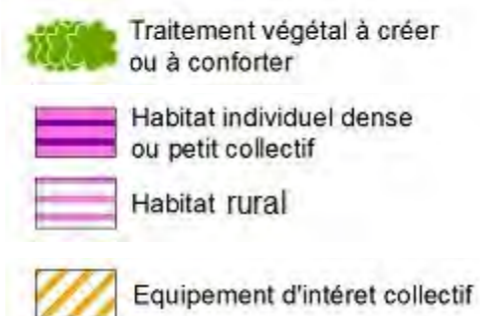 Traitement végétal à créer
ou à conforter
Habitat individuel dense
ou petit collectif
Habitat rural
Equipement d'intéret collectif